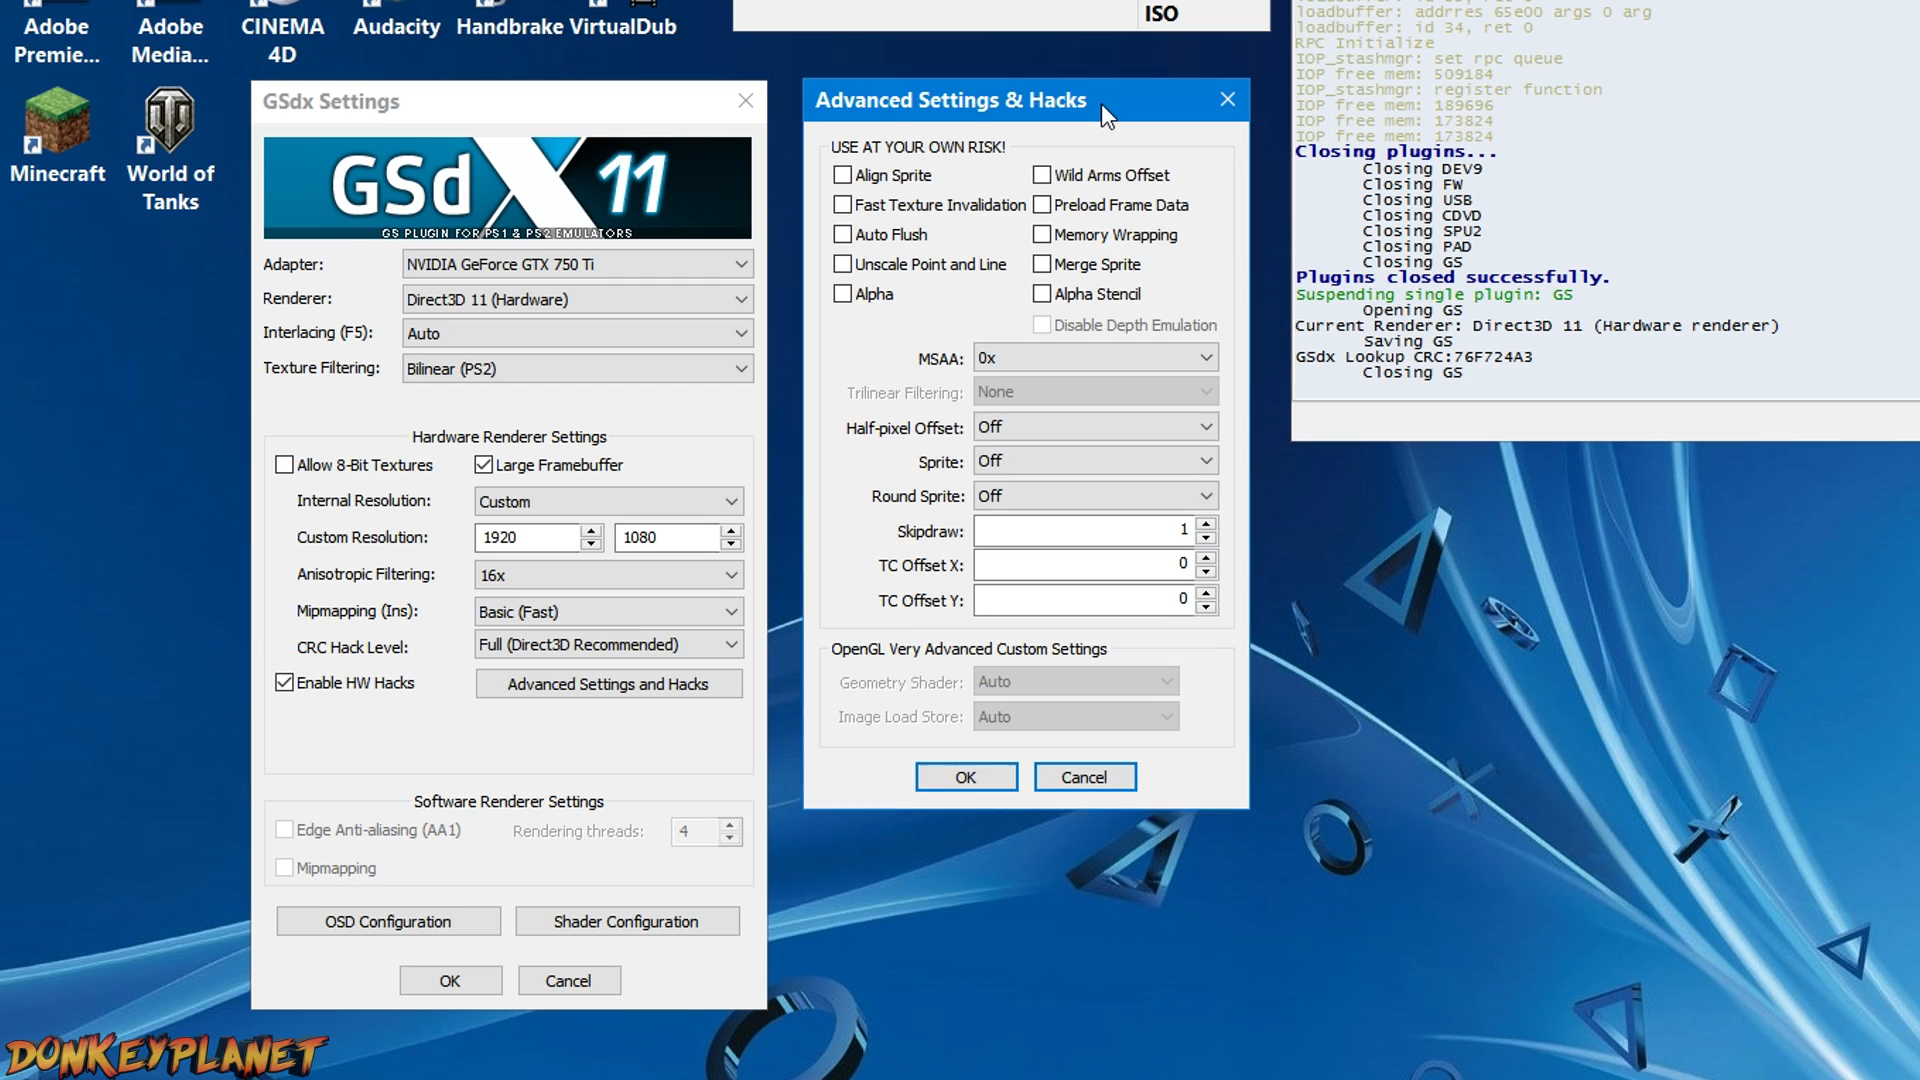 Adobe
Premie...
Adobe
Media...
CINEMA
4D
Audacity
Handbrake
VirtualDub
Minecraft
World of
Tanks
ISO
GSdx Settings
GSdX11
GS PLUGIN FOR PS1 & PS2 EMULATORS
Adapter: NVIDIA GeForce GTX 750 Ti
Renderer: Direct3D 11 (Hardware)
Interlacing (F5): Auto
Texture Filtering: Bilinear (PS2)
Hardware Renderer Settings
Allow 8-Bit Textures Large Framebuffer
Internal Resolution: Custom
Custom Resolution: 1920 1080
Anisotropic Filtering: 16x
Mipmapping (Ins): Basic (Fast)
CRC Hack Level: Full (Direct3D Recommended)
Enable HW Hacks Advanced Settings and Hacks
Software Renderer Settings
Edge Anti-aliasing (AA1) Rendering threads: 4
Mipmapping
OSD Configuration Shader Configuration
OK Cancel
Advanced Settings & Hacks
USE AT YOUR OWN RISK!
Align Sprite Wild Arms Offset
Fast Texture Invalidation Preload Frame Data
Auto Flush Memory Wrapping
Unscale Point and Line Merge Sprite
Alpha Alpha Stencil
Disable Depth Emulation
MSAA: 0x
Trilinear Filtering: None
Half-pixel Offset: Off
Sprite: Off
Round Sprite: Off
Skipdraw: 1
TC Offset X: 0
TC Offset Y: 0
OpenGL Very Advanced Custom Settings
Geometry Shader: Auto
Image Load Store: Auto
OK Cancel
loadbuffer: addrres 65e00 args 0 arg
loadbuffer: id 34, ret 0
RPC Initialize
IOP_stashmgr: set rpc queue
IOP free mem: 509184
IOP_stashmgr: register function
IOP free mem: 189696
IOP free mem: 173824
IOP free mem: 173824
Closing plugins...
Closing DEV9
Closing FW
Closing USB
Closing CDVD
Closing SPU2
Closing PAD
Closing GS
Plugins closed successfully.
Suspending single plugin: GS
Opening GS
Current Renderer: Direct3D 11 (Hardware renderer)
Saving GS
GSdx Lookup CRC:76F724A3
Closing GS
DONKEYPLANET